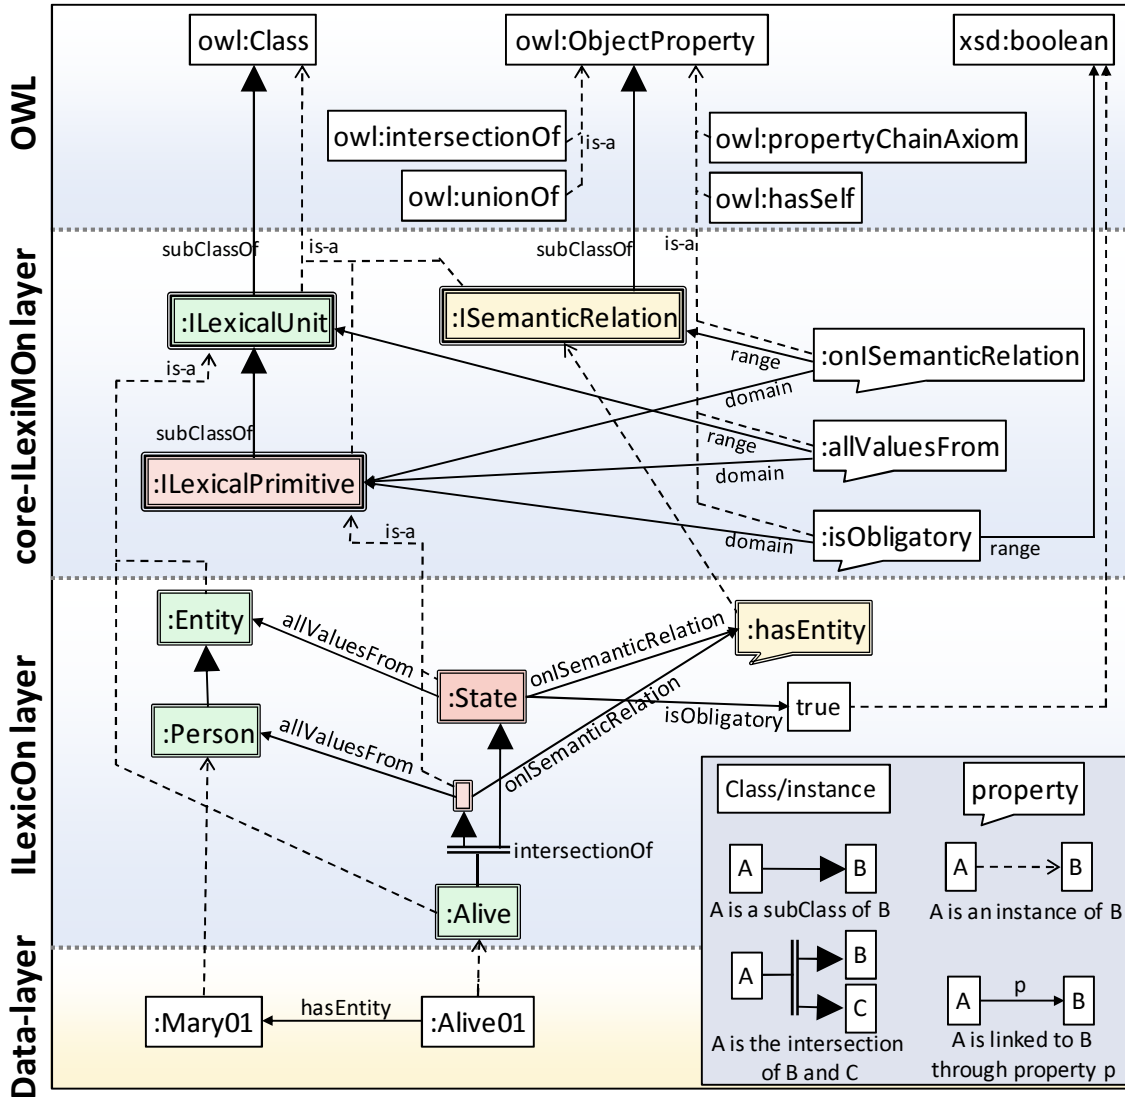 OWL
owl:Class
owl:ObjectProperty
xsd:boolean
owl:intersectionOf
is-a
owl:propertyChainAxiom
owl:unionOf
owl:hasSelf
core-ILexiMOn layer
subClassOf
is-a
subClassOf
is-a
:ILexicalUnit
:ISemanticRelation
:onISemanticRelation
range
domain
is-a
subClassOf
:allValuesFrom
range
domain
:ILexicalPrimitive
is-a
:isObligatory
domain
range
ILexicOn layer
:Entity
allValuesFrom
onISemanticRelation
:hasEntity
:State
isObligatory
true
:Person
allValuesFrom
onISemanticRelation
intersectionOf
:Alive
Data-layer
:Mary01
hasEntity
:Alive01
Class/instance
property
A
B
A is a subClass of B
A
B
A is an instance of B
A
B
C
A is the intersection
of B and C
A
p
B
A is linked to B
through property p